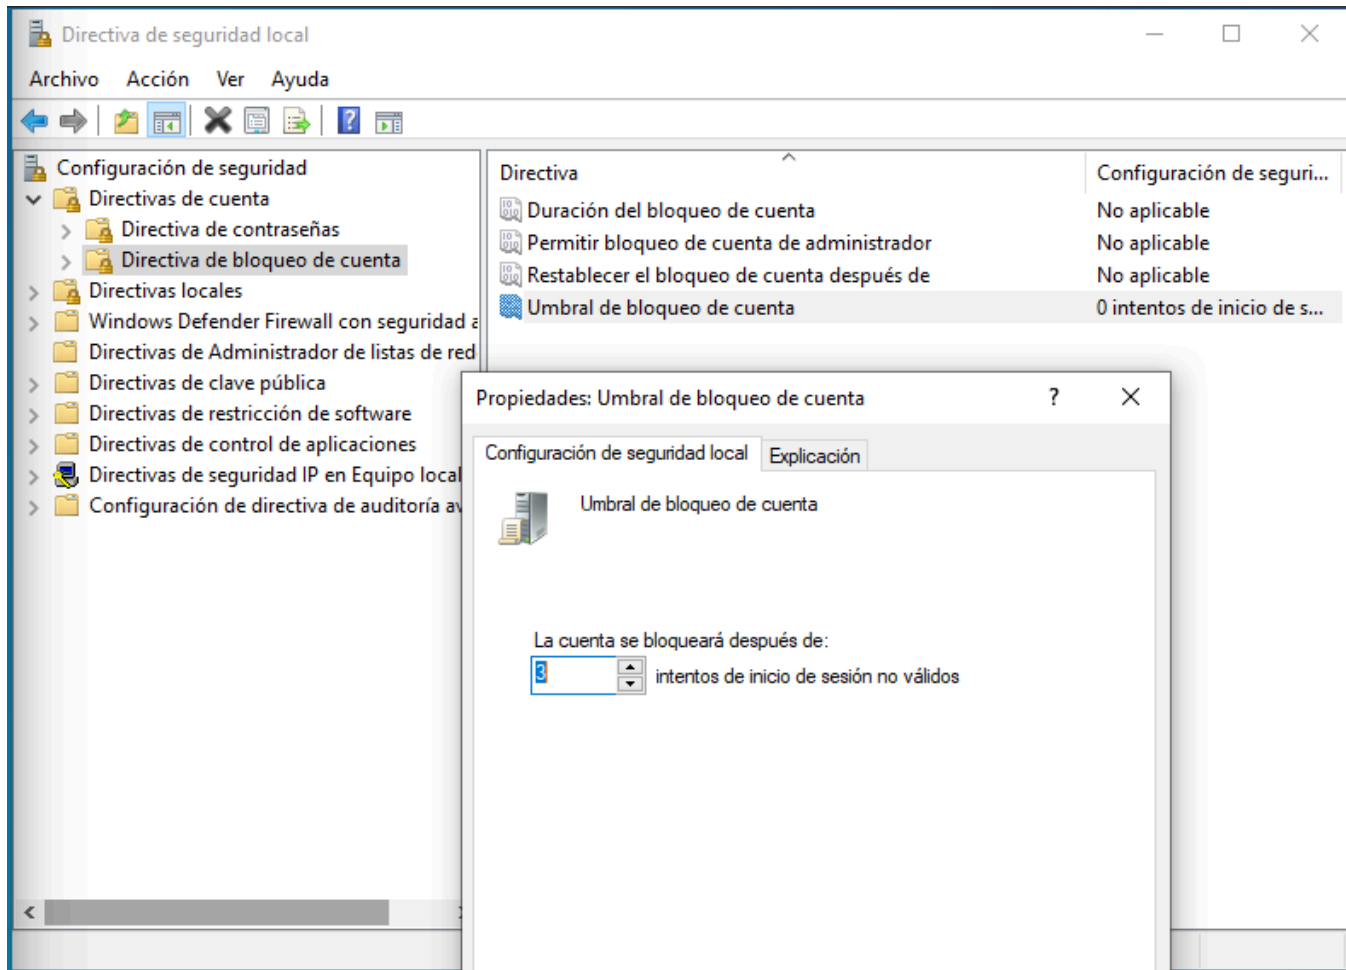 Directiva de seguridad local
Archivo Acción Ver Ayuda
Configuración de seguridad
Directivas de cuenta
Directiva de contraseñas
Directiva de bloqueo de cuenta
Directivas locales
Windows Defender Firewall con seguridad a
Directivas de Administrador de listas de red
Directivas de clave pública
Directivas de restricción de software
Directivas de control de aplicaciones
Directivas de seguridad IP en Equipo local
Configuración de directiva de auditoría av
Directiva Configuración de seguri...
Duración del bloqueo de cuenta No aplicable
Permitir bloqueo de cuenta de administrador No aplicable
Restablecer el bloqueo de cuenta después de No aplicable
Umbral de bloqueo de cuenta 0 intentos de inicio de s...
Propiedades: Umbral de bloqueo de cuenta ?
Configuración de seguridad local Explicación
Umbral de bloqueo de cuenta
La cuenta se bloqueará después de:
3 intentos de inicio de sesión no válidos